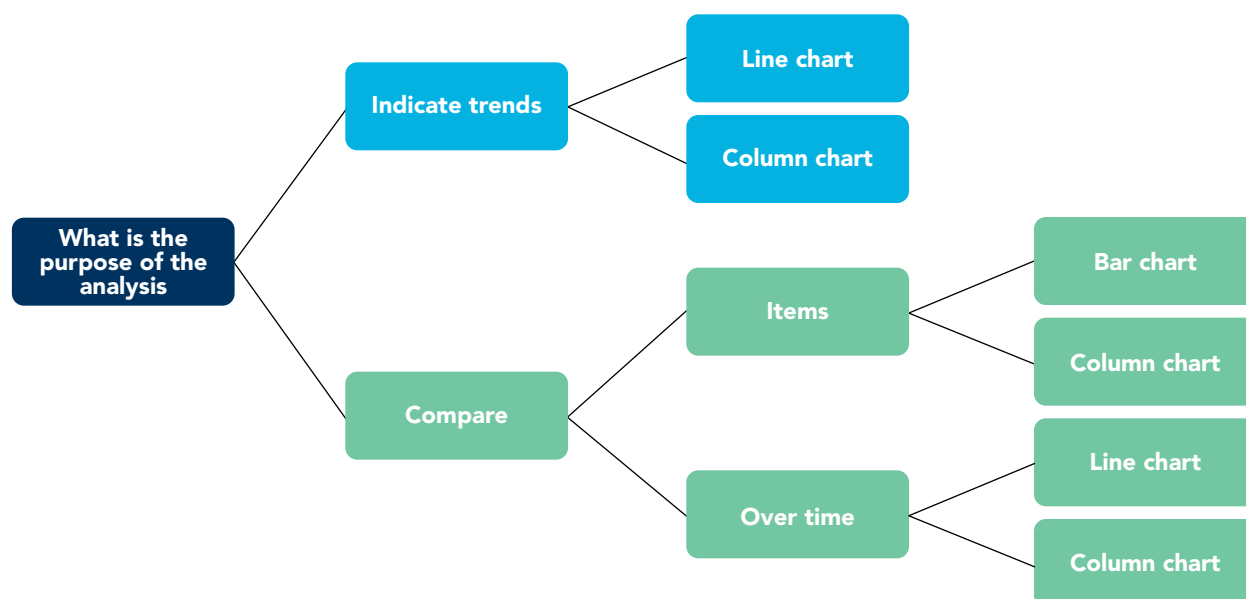 What is the
purpose of the
analysis
Indicate trends
Line chart
Column chart
Compare
Items
Bar chart
Column chart
Over time
Line chart
Column chart